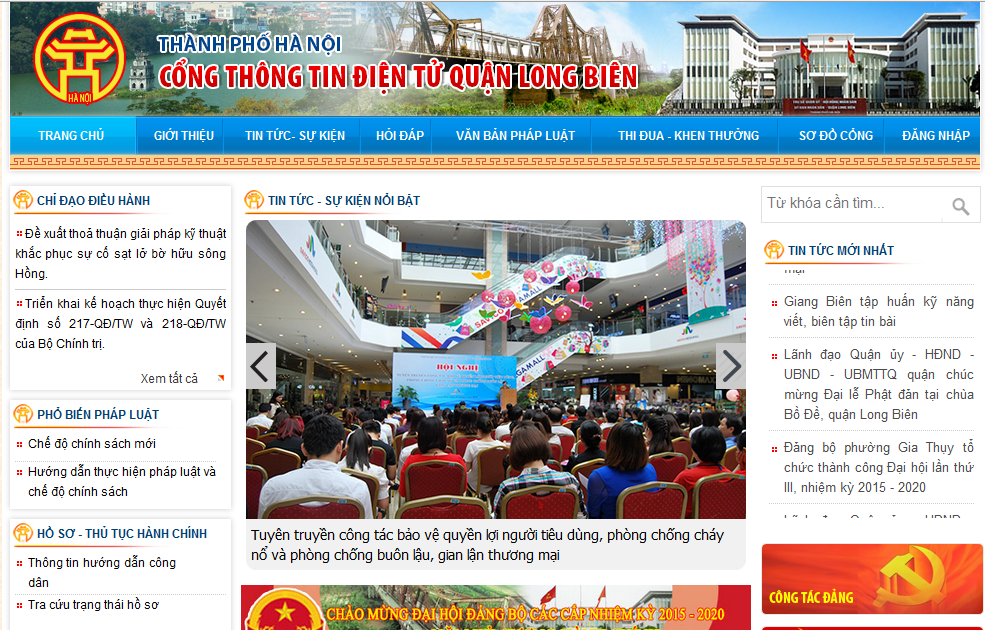 THÀNH PHỐ HÀ NỘI
CỔNG THÔNG TIN ĐIỆN TỬ QUẬN LONG BIÊN
HÀ NỘI
TRANG CHỦ
GIỚI THIỆU
TIN TỨC- SỰ KIỆN
HỎI ĐÁP
VĂN BẢN PHÁP LUẬT
THI ĐUA - KHEN THƯỞNG
SƠ ĐỒ CỔNG
ĐĂNG NHẬP
CHỈ ĐẠO ĐIỀU HÀNH
Đề xuất thoả thuận giải pháp kỹ thuật
khắc phục sự cố sạt lở bờ hữu sông
Hồng.
Triển khai kế hoạch thực hiện Quyết
định số 217-QĐ/TW và 218-QĐ/TW
của Bộ Chính trị.
Xem tất cả
PHỔ BIẾN PHÁP LUẬT
Chế độ chính sách mới
Hướng dẫn thực hiện pháp luật và
chế độ chính sách
HỒ SƠ - THỦ TỤC HÀNH CHÍNH
Thông tin hướng dẫn công
dân
Tra cứu trạng thái hồ sơ
TIN TỨC - SỰ KIỆN NỔI BẬT
SAVICO MEGAMALL
GAMALL
HỘI NGHỊ
Tuyên truyền công tác bảo vệ quyền lợi người tiêu dùng, phòng chống cháy
nổ và phòng chống buôn lậu, gian lận thương mại
CHÀO MỪNG ĐẠI HỘI ĐẢNG BỘ CÁC CẤP NHIỆM KỲ 2015 - 2020
Từ khóa cần tìm...
TIN TỨC MỚI NHẤT
mại
Giang Biên tập huấn kỹ năng
viết, biên tập tin bài
Lãnh đạo Quận ủy - HĐND -
UBND - UBMTTQ quận chúc
mừng Đại lễ Phật đản tại chùa
Bồ Đề, quận Long Biên
Đảng bộ phường Gia Thụy tổ
chức thành công Đại hội lần thứ
III, nhiệm kỳ 2015 - 2020
Lãnh đạo Quận ủy - HĐND -
CÔNG TÁC ĐẢNG